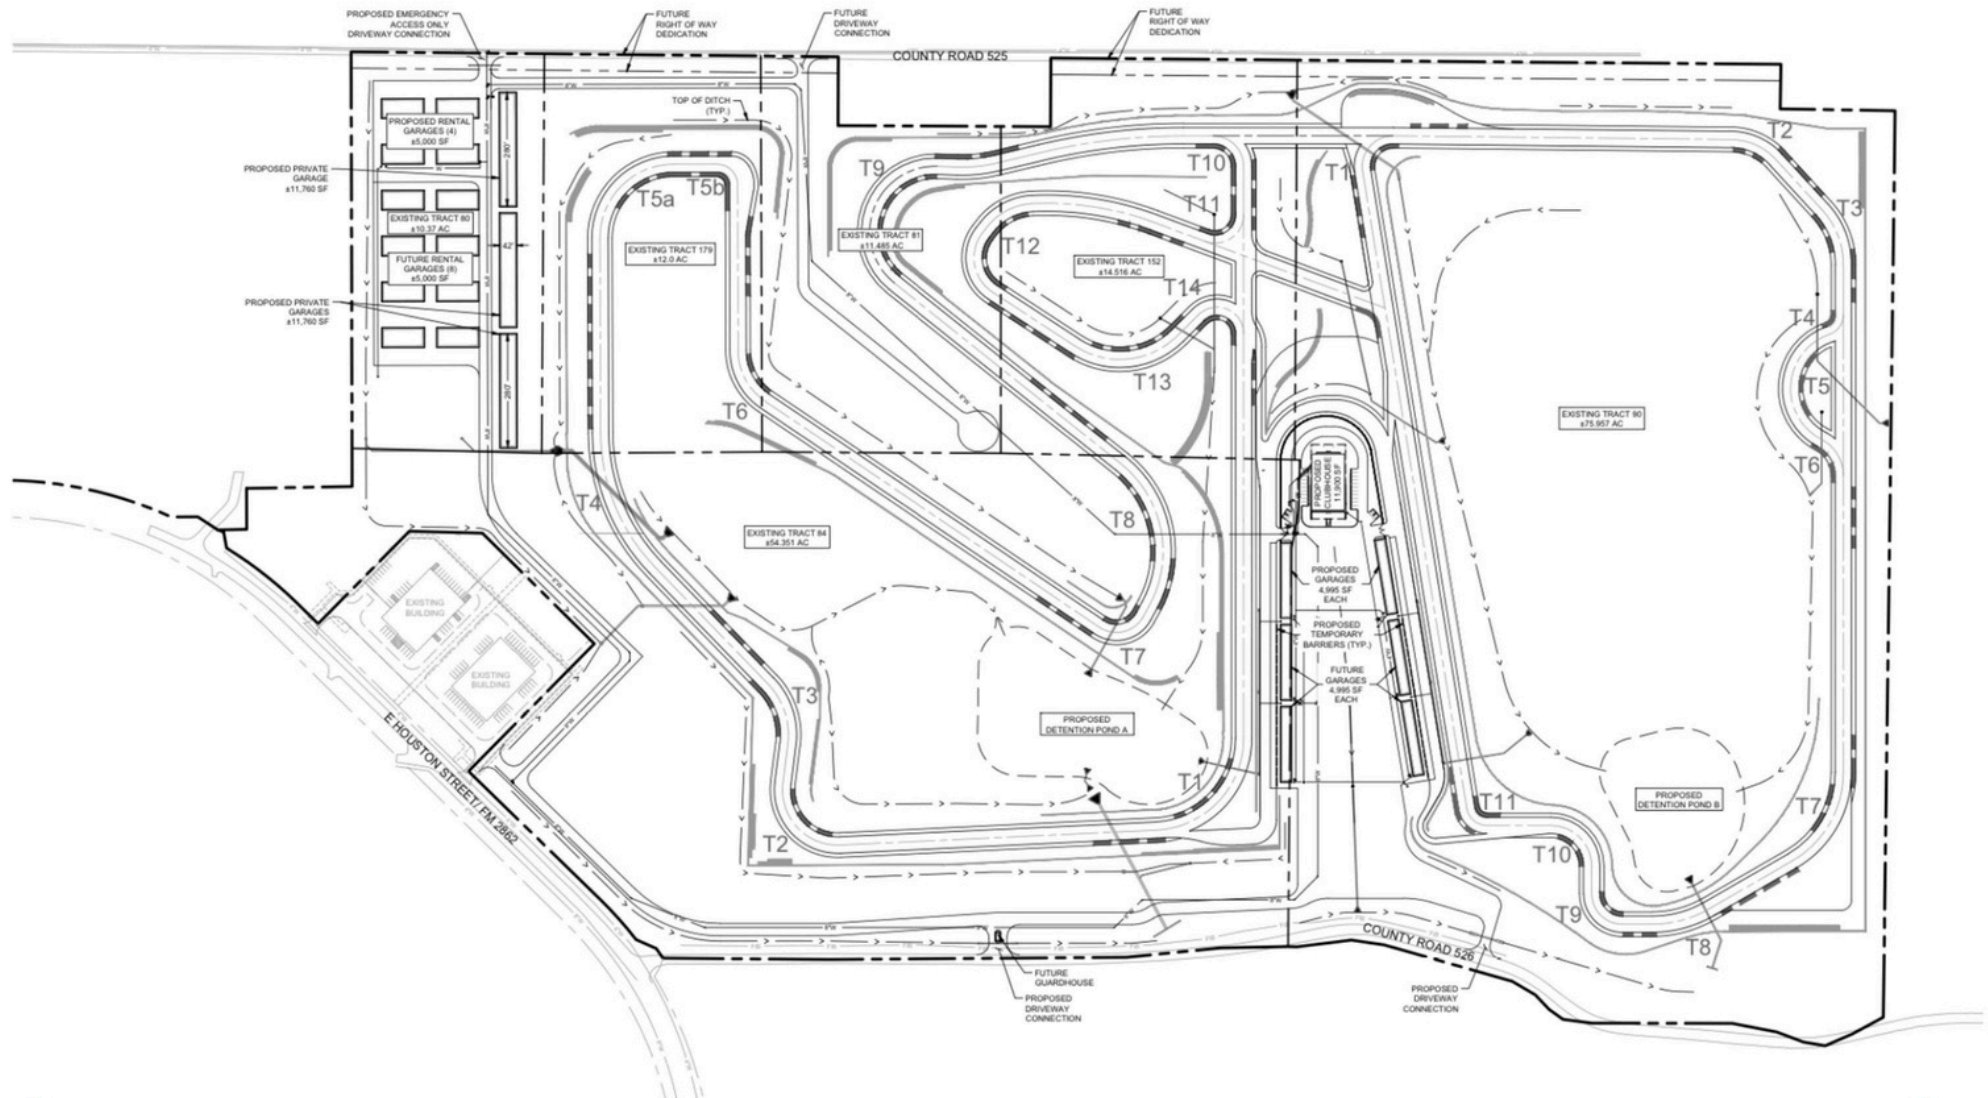 PROPOSED EMERGENCY
ACCESS ONLY
DRIVEWAY CONNECTION
FUTURE
RIGHT OF WAY
DEDICATION
FUTURE
DRIVEWAY
CONNECTION
FUTURE
RIGHT OF WAY
DEDICATION
COUNTY ROAD 525
TOP OF DITCH
(TYP.)
PROPOSED RENTAL
GARAGES (4)
±5,000 SF
280'
PROPOSED PRIVATE
GARAGE
±11,760 SF
EXISTING TRACT 80
±10.37 AC
42'
FUTURE RENTAL
GARAGES (8)
±5,000 SF
PROPOSED PRIVATE
GARAGES
±11,760 SF
280'
T5a
T5b
EXISTING TRACT 179
±12.0 AC
T6
T4
T9
EXISTING TRACT 81
±11.485 AC
T10
T11
T12
EXISTING TRACT 152
±14.516 AC
T14
T13
T1
T2
T3
T4
T5
T6
EXISTING TRACT 90
±75.957 AC
PROPOSED
CLUBHOUSE
11,900 SF
T8
EXISTING TRACT 84
±54.351 AC
PROPOSED
GARAGES
4,995 SF
EACH
PROPOSED
TEMPORARY
BARRIERS (TYP.)
FUTURE
GARAGES
4,995 SF
EACH
EXISTING
BUILDING
EXISTING
BUILDING
T7
T3
PROPOSED
DETENTION POND A
T1
T2
E HOUSTON STREET/ FM 2862
T11
T10
T9
T8
T7
PROPOSED
DETENTION POND B
COUNTY ROAD 526
FUTURE
GUARDHOUSE
PROPOSED
DRIVEWAY
CONNECTION
PROPOSED
DRIVEWAY
CONNECTION